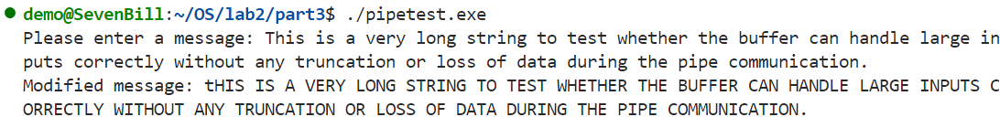 demo@SevenBill:~/OS/lab2/part3$ ./pipetest.exe
Please enter a message: This is a very long string to test whether the buffer can handle large in
puts correctly without any truncation or loss of data during the pipe communication.
Modified message: tHIS IS A VERY LONG STRING TO TEST WHETHER THE BUFFER CAN HANDLE LARGE INPUTS C
ORRECTLY WITHOUT ANY TRUNCATION OR LOSS OF DATA DURING THE PIPE COMMUNICATION.